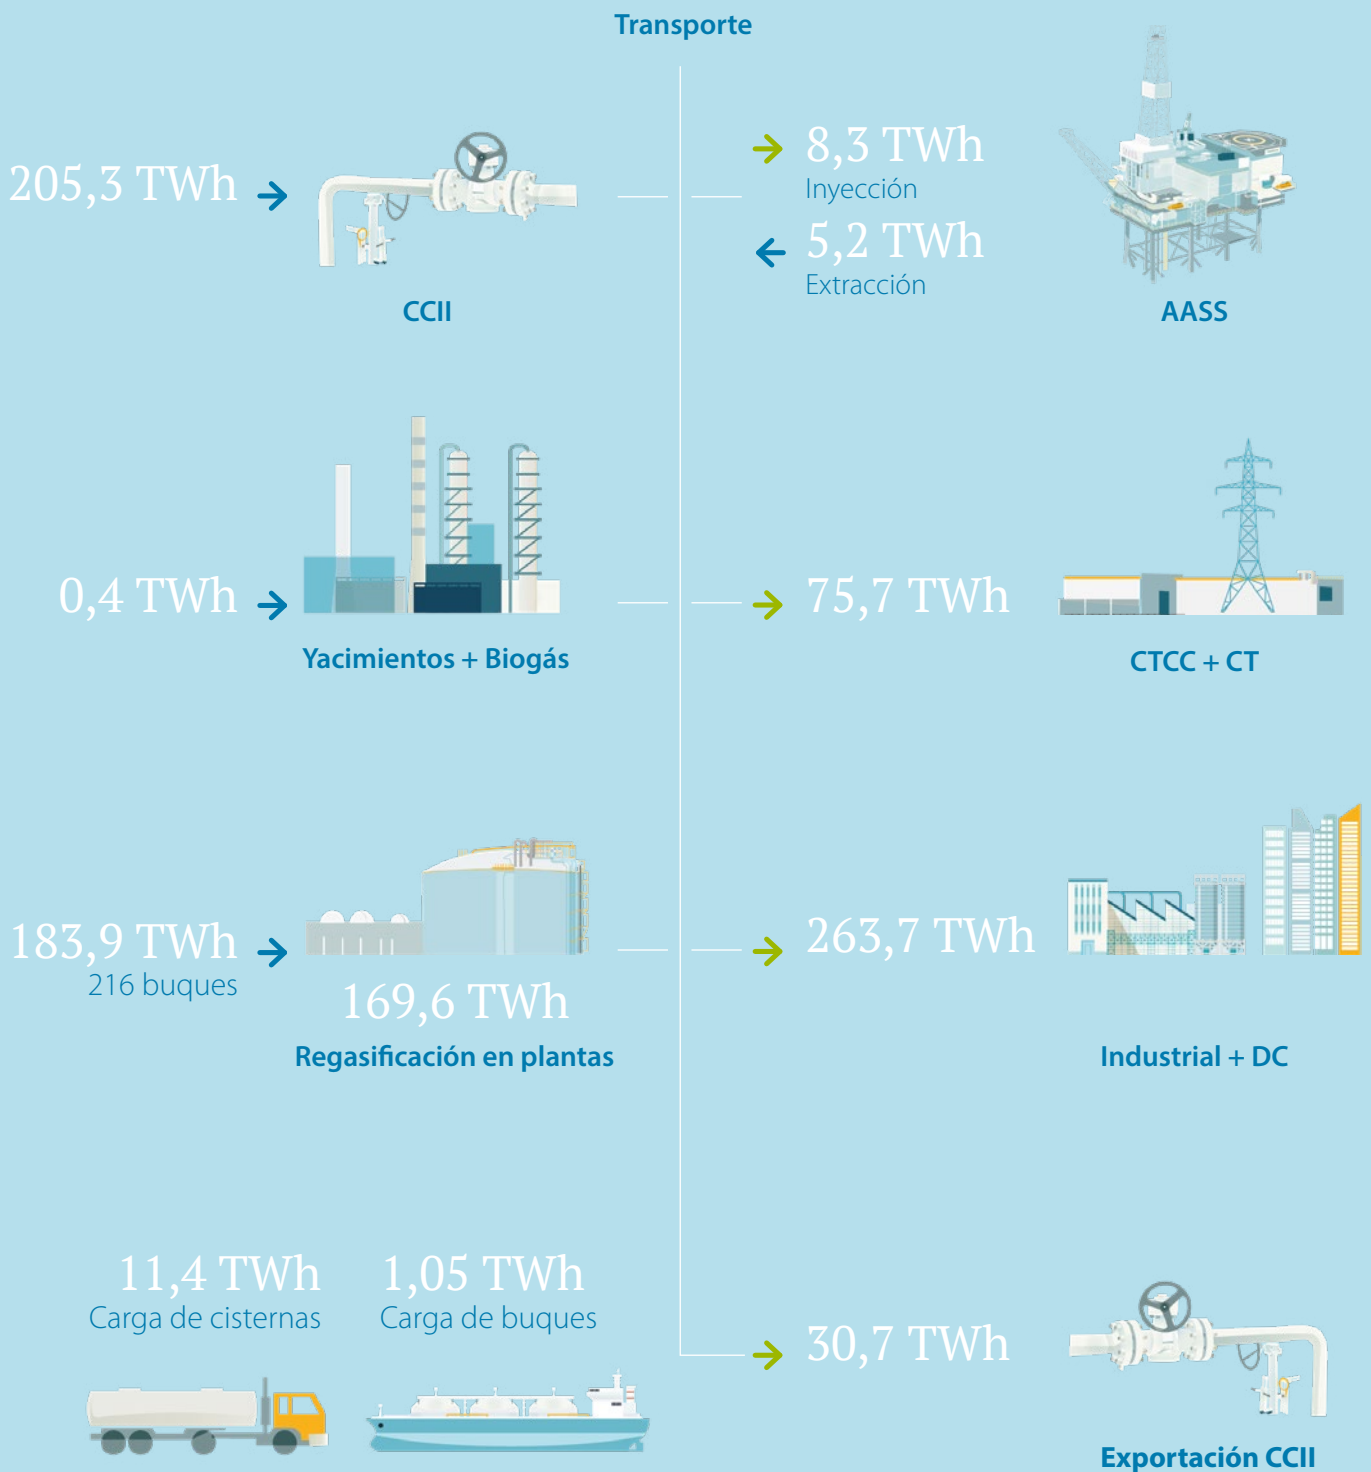 Transporte
205,3 TWh
CCII
8,3 TWh
Inyección
5,2 TWh
Extracción
AASS
0,4 TWh
Yacimientos + Biogás
75,7 TWh
CTCC + CT
183,9 TWh
216 buques
169,6 TWh
Regasificación en plantas
263,7 TWh
Industrial + DC
11,4 TWh
Carga de cisternas
1,05 TWh
Carga de buques
30,7 TWh
Exportación CCII